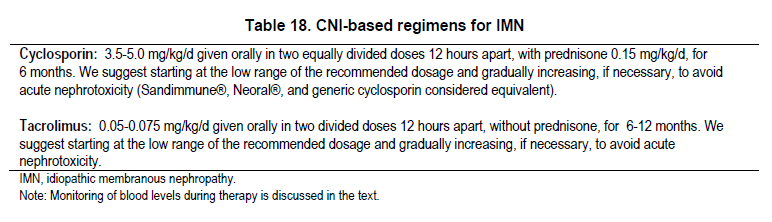 Table 18. CNI-based regimens for IMN
Cyclosporin: 3.5-5.0 mg/kg/d given orally in two equally divided doses 12 hours apart, with prednisone 0.15 mg/kg/d, for
6 months. We suggest starting at the low range of the recommended dosage and gradually increasing, if necessary, to avoid
acute nephrotoxicity (Sandimmune®, Neoral®, and generic cyclosporin considered equivalent).
Tacrolimus: 0.05-0.075 mg/kg/d given orally in two divided doses 12 hours apart, without prednisone, for 6-12 months. We
suggest starting at the low range of the recommended dosage and gradually increasing, if necessary, to avoid acute
nephrotoxicity.
IMN, idiopathic membranous nephropathy.
Note: Monitoring of blood levels during therapy is discussed in the text.